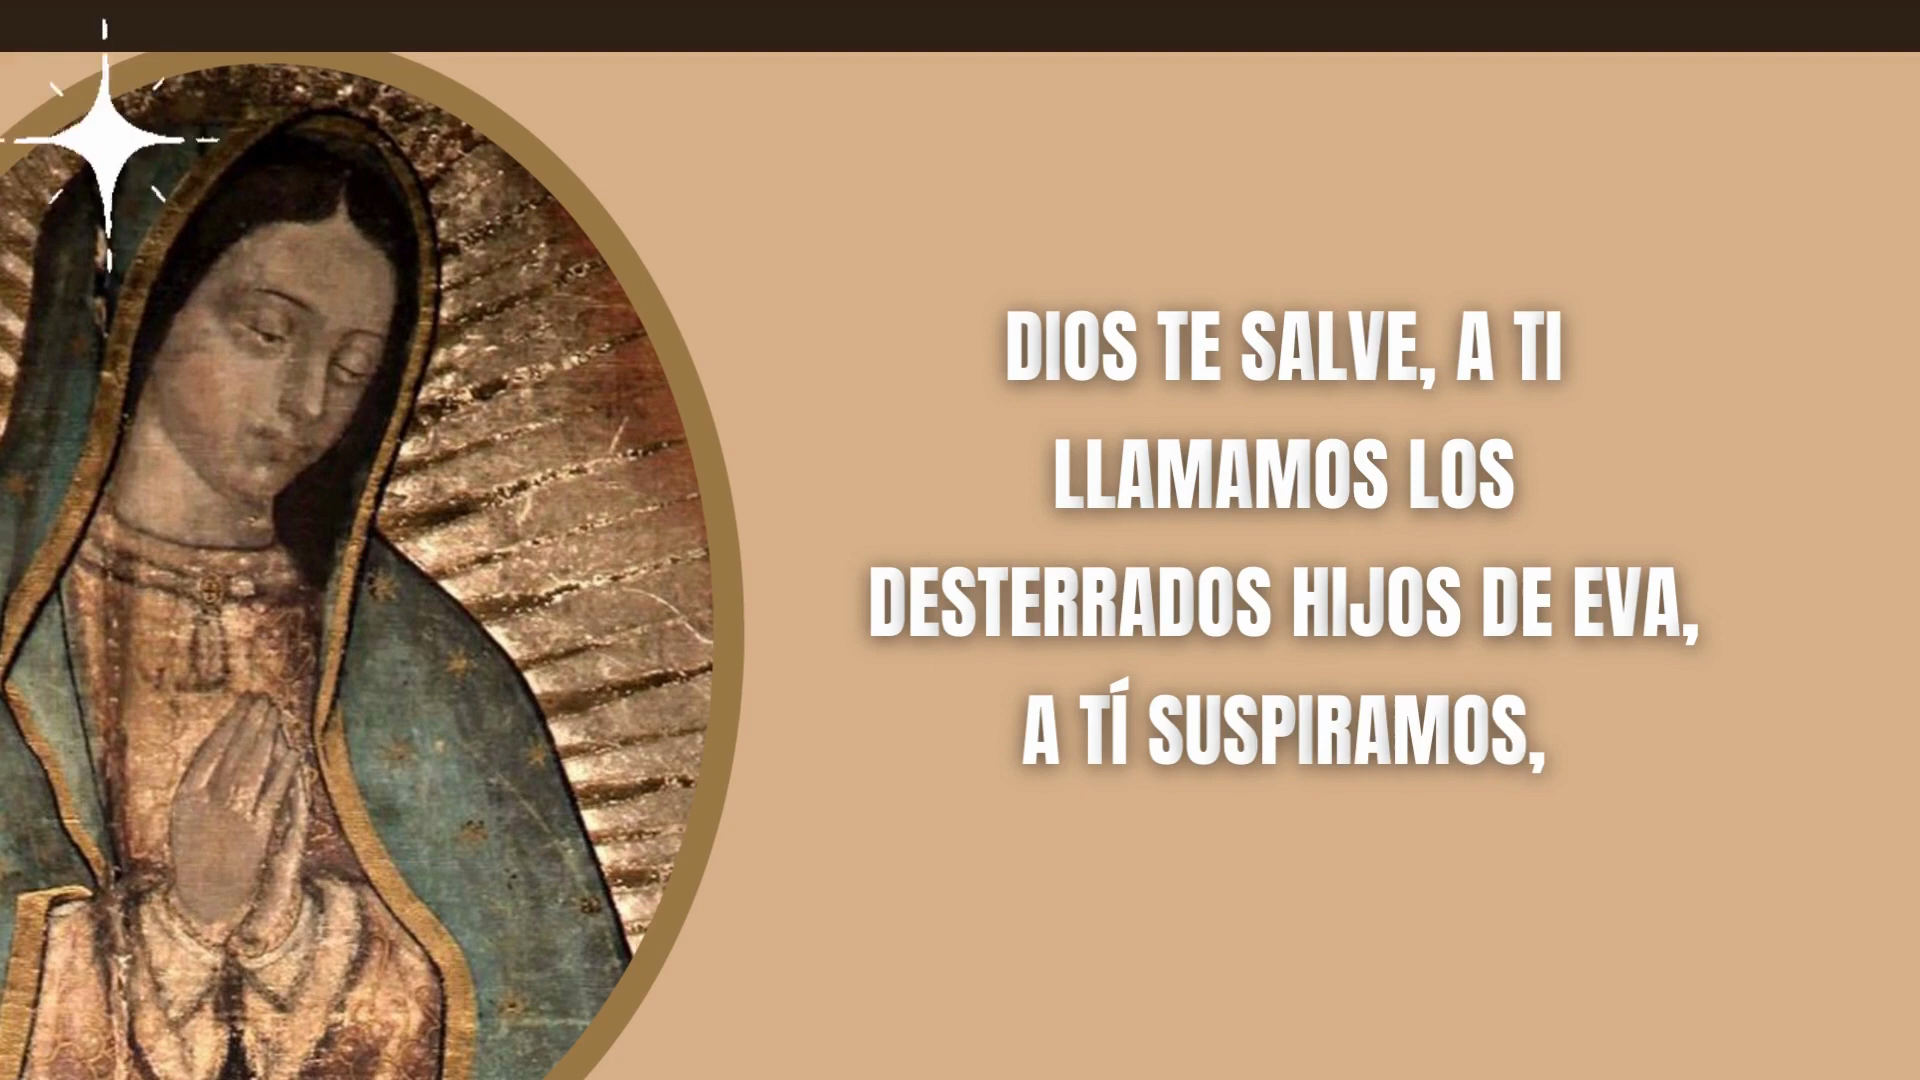 DIOS TE SALVE, A TI
LLAMAMOS LOS
DESTERRADOS HIJOS DE EVA,
A TÍ SUSPIRAMOS,